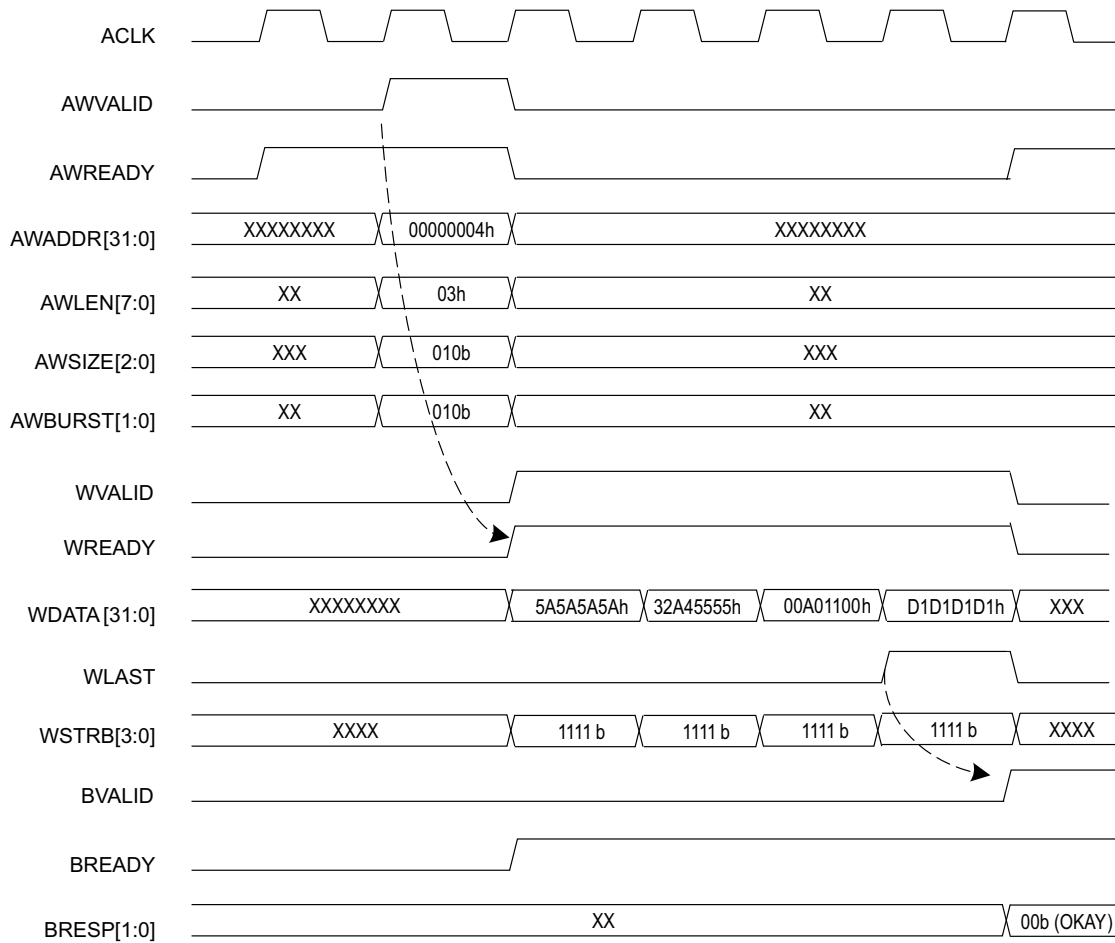 ACLK
AWVALID
AWREADY
AWADDR[31:0] XXXXXXXX 00000004h XXXXXXXX
AWLEN[7:0] XX 03h XX
AWSIZE[2:0] XXX 010b XXX
AWBURST[1:0] XX 010b XX
WVALID
WREADY
WDATA[31:0] XXXXXXXX 5A5A5A5Ah 32A45555h 00A01100h D1D1D1D1h XXX
WLAST
WSTRB[3:0] XXXX 1111 b 1111 b 1111 b 1111 b XXXX
BVALID
BREADY
BRESP[1:0] XX 00b (OKAY)